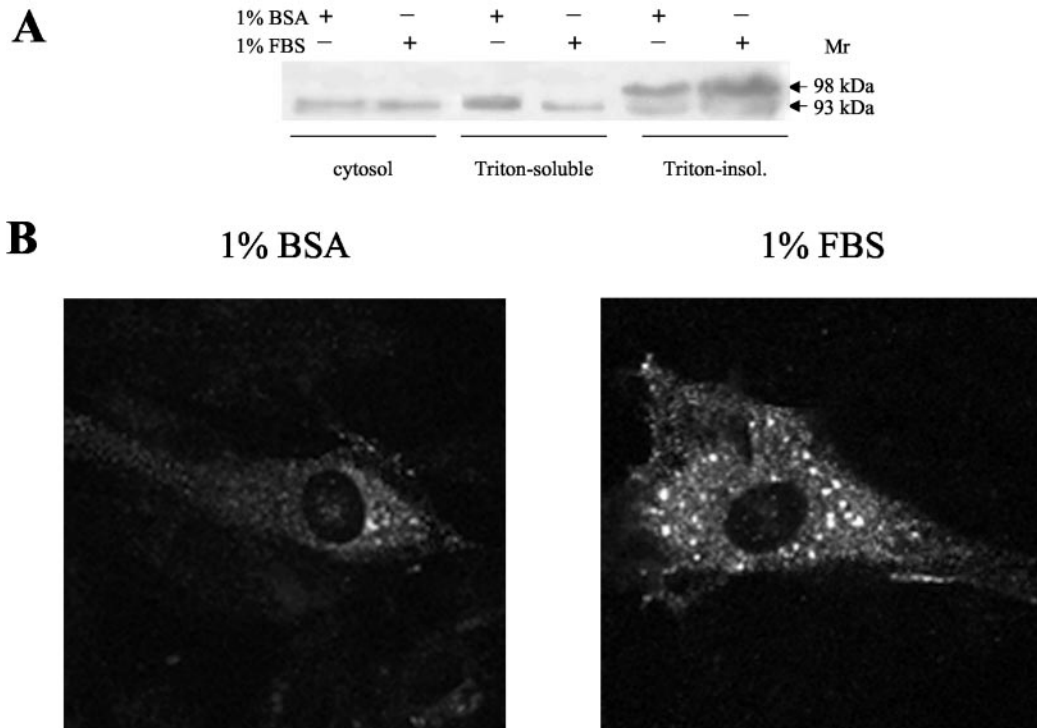 A
1% BSA + − + − + −
1% FBS − + − + − + Mr
98 kDa
93 kDa
cytosol Triton-soluble Triton-insol.
B
1% BSA 1% FBS